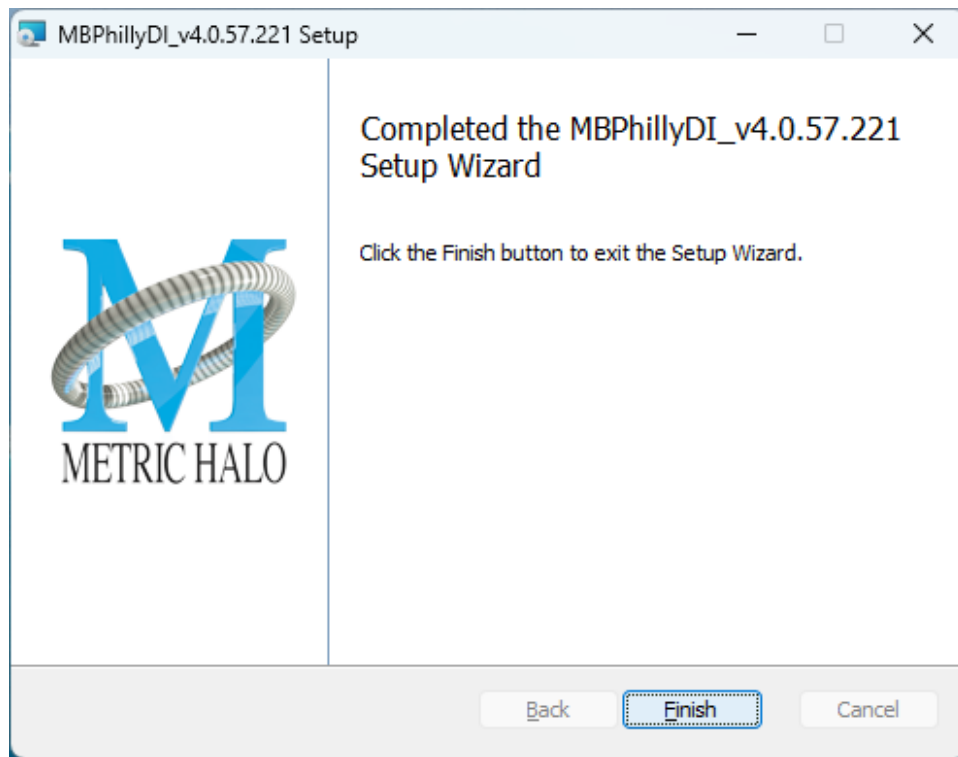 MBPhillyDI_v4.0.57.221 Setup
Completed the MBPhillyDI_v4.0.57.221
Setup Wizard
Click the Finish button to exit the Setup Wizard.
METRIC HALO
Back
Finish
Cancel